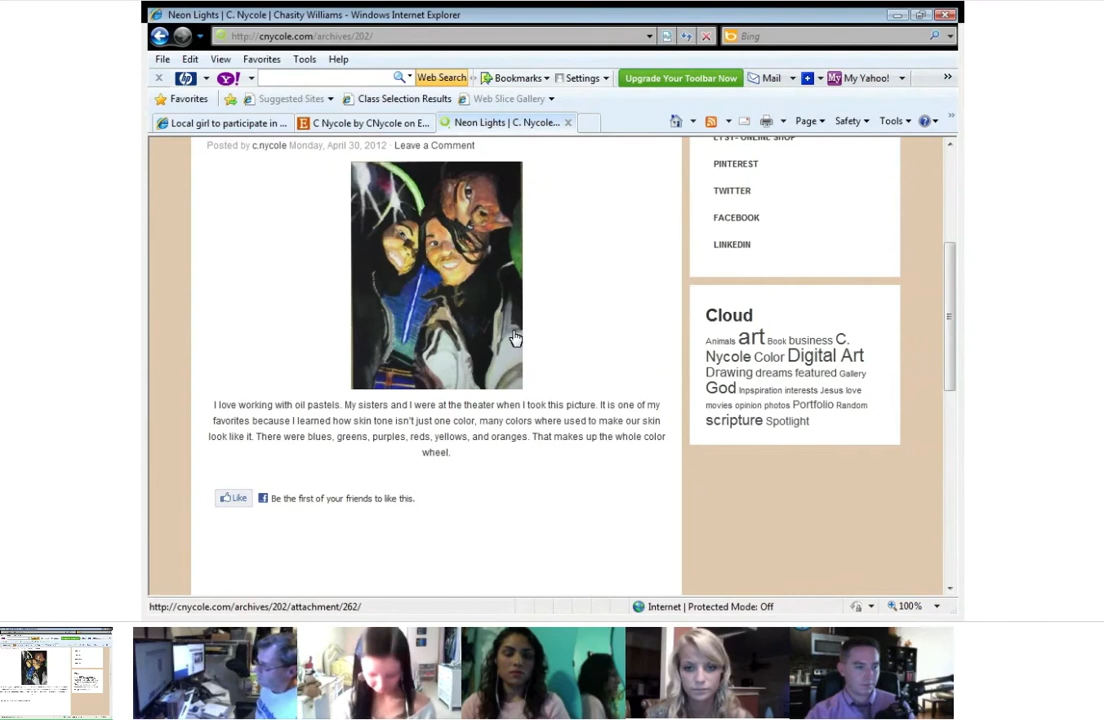 Neon Lights | C. Nycole | Chasity Williams - Windows Internet Explorer
http://cnycole.com/archives/202/
Bing
File Edit View Favorites Tools Help
hp Y! Web Search Bookmarks Settings Upgrade Your Toolbar Now Mail My Yahoo! »
Favorites Suggested Sites Class Selection Results Web Slice Gallery
Local girl to participate in ... E C Nycole by CNycole on E... Neon Lights | C. Nycole... Page Safety Tools »
Posted by c.nycole Monday, April 30, 2012 · Leave a Comment
I love working with oil pastels. My sisters and I were at the theater when I took this picture. It is one of my
favorites because I learned how skin tone isn't just one color, many colors where used to make our skin
look like it. There were blues, greens, purples, reds, yellows, and oranges. That makes up the whole color
wheel.
Like Be the first of your friends to like this.
ETSY- ONLINE SHOP
PINTEREST
TWITTER
FACEBOOK
LINKEDIN
Cloud
Animals art Book business C.
Nycole Color Digital Art
Drawing dreams featured Gallery
God Inpspiration interests Jesus love
movies opinion photos Portfolio Random
scripture Spotlight
http://cnycole.com/archives/202/attachment/262/
Internet | Protected Mode: Off
100%